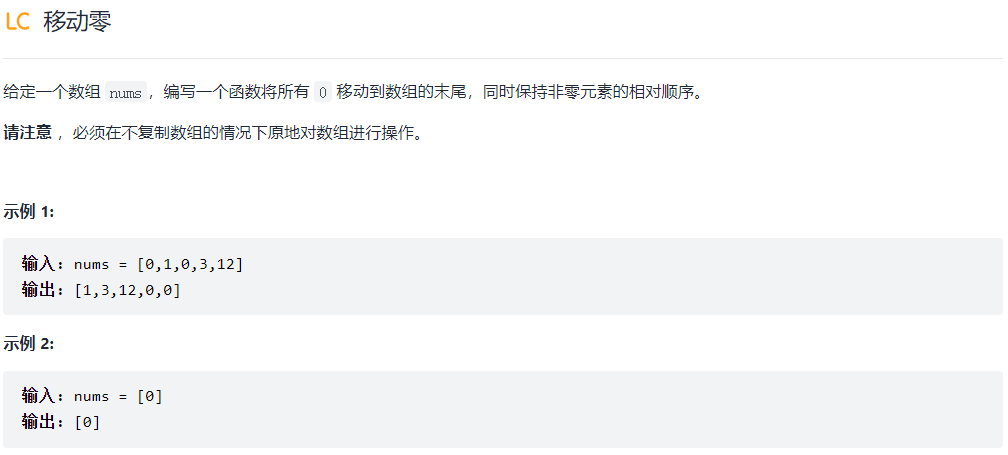 LC 移动零
给定一个数组 nums，编写一个函数将所有 0 移动到数组的末尾，同时保持非零元素的相对顺序。
请注意 ，必须在不复制数组的情况下原地对数组进行操作。
示例 1:
输入：nums = [0,1,0,3,12]
输出：[1,3,12,0,0]
示例 2:
输入：nums = [0]
输出：[0]